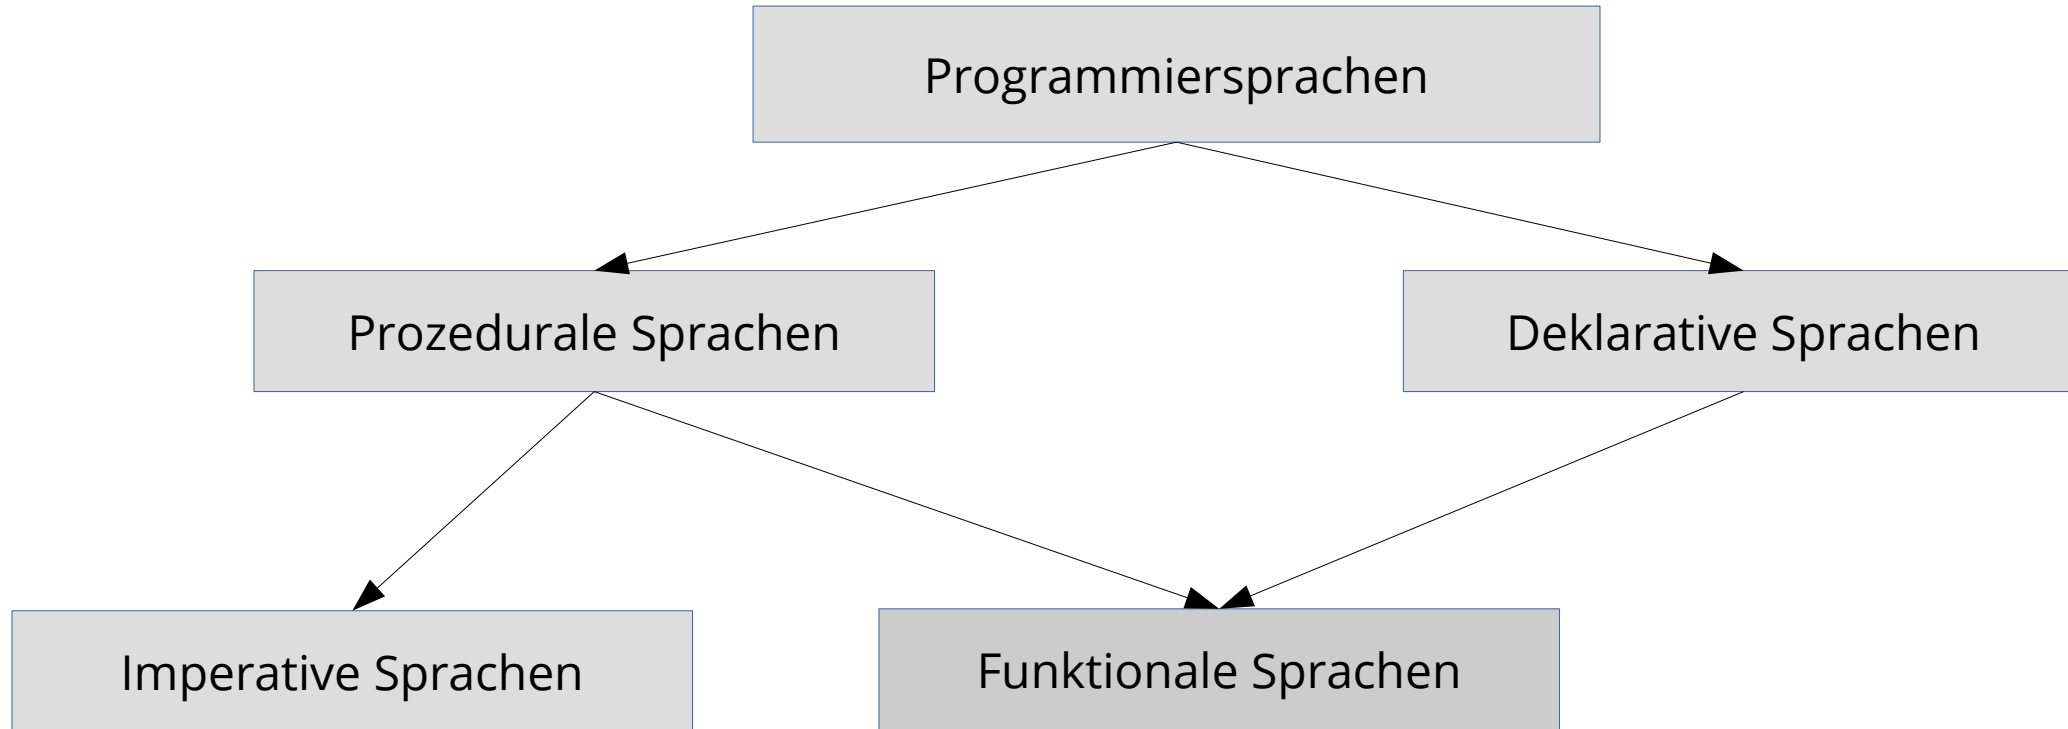 Programmiersprachen
Prozedurale Sprachen
Deklarative Sprachen
Imperative Sprachen
Funktionale Sprachen